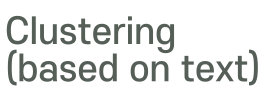 Clustering
(based on text)